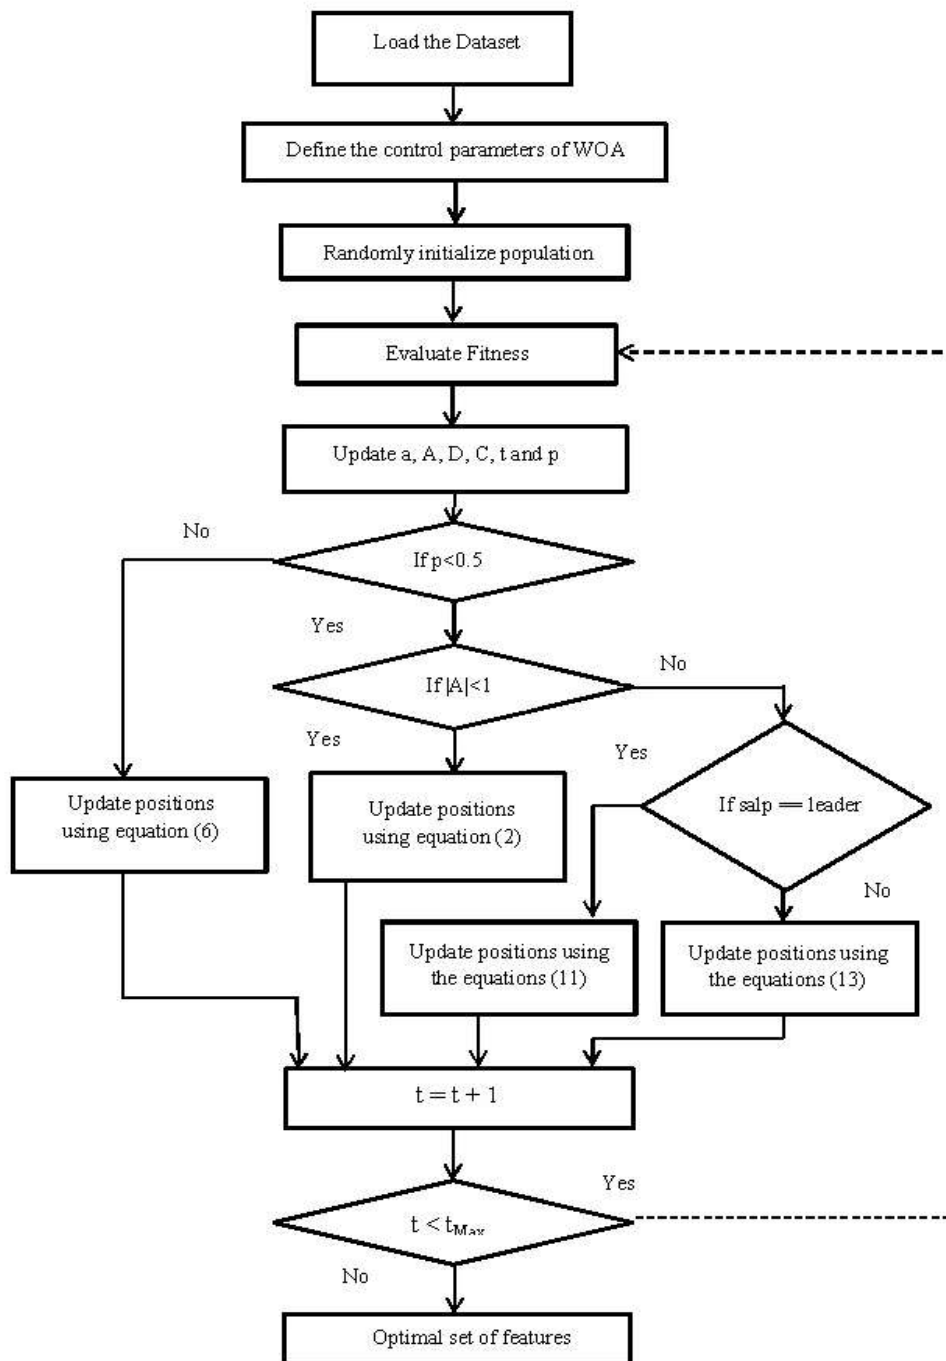 Load the Dataset
Define the control parameters of WOA
Randomly initialize population
Evaluate Fitness
Update a, A, D, C, t and p
No
If p<0.5
Yes
No
If |A|<1
Yes
Yes
Update positions
using equation (6)
Update positions
using equation (2)
If salp == leader
No
Update positions using
the equations (11)
Update positions using
the equations (13)
t = t + 1
Yes
t < tMax
No
Optimal set of features